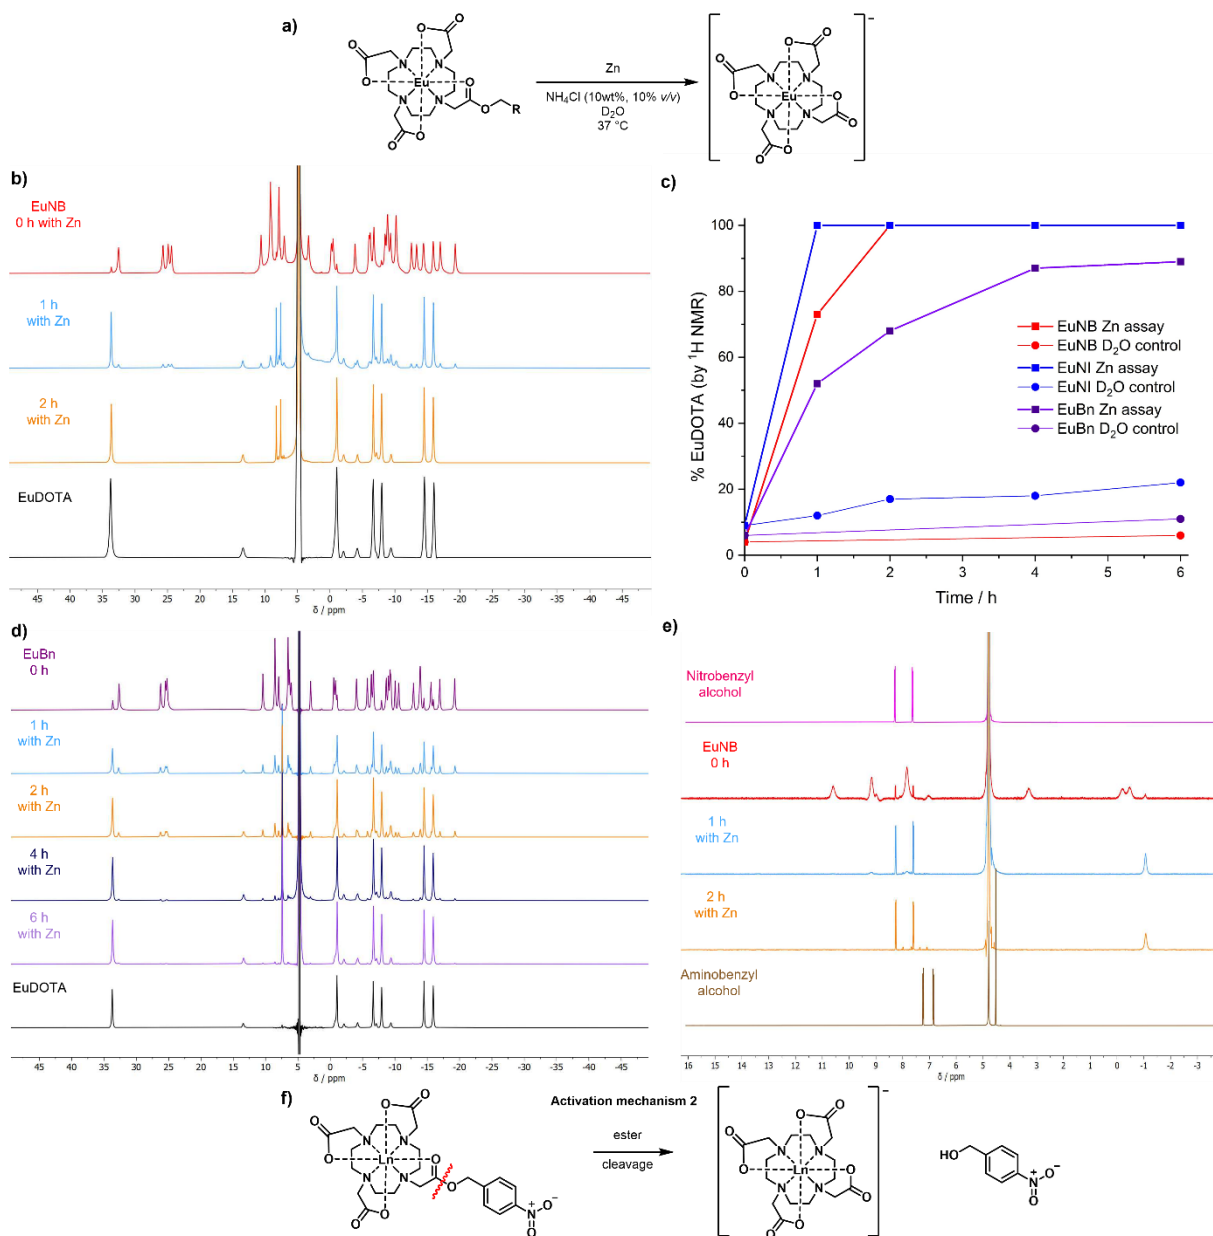 a)
O
O
O
O
N
N
Eu
O
O
N
N
O
O
R
O
O
Zn
NH4Cl (10wt%, 10% v/v)
D2O
37 °C
O
O
O
O
N
N
Eu
O
O
N
N
O
O
−
b)
EuNB
0 h with Zn
1 h
with Zn
2 h
with Zn
EuDOTA
45 40 35 30 25 20 15 10 5 0 -5 -10 -15 -20 -25 -30 -35 -40 -45
δ / ppm
c)
% EuDOTA (by 1H NMR)
100
80
60
40
20
0
EuNB Zn assay
EuNB D2O control
EuNI Zn assay
EuNI D2O control
EuBn Zn assay
EuBn D2O control
0 1 2 3 4 5 6
Time / h
d)
EuBn
0 h
1 h
with Zn
2 h
with Zn
4 h
with Zn
6 h
with Zn
EuDOTA
45 40 35 30 25 20 15 10 5 0 -5 -10 -15 -20 -25 -30 -35 -40 -45
δ / ppm
e)
Nitrobenzyl
alcohol
EuNB
0 h
1 h
with Zn
2 h
with Zn
Aminobenzyl
alcohol
16 15 14 13 12 11 10 9 8 7 6 5 4 3 2 1 0 -1 -2 -3
δ / ppm
f)
O
O
O
O
N
N
Ln
O
O
N
N
O
O
O
N+
O−
O
Activation mechanism 2
ester
cleavage
O
O
O
O
N
N
Ln
O
O
N
N
O
O
−
HO
N+
O−
O